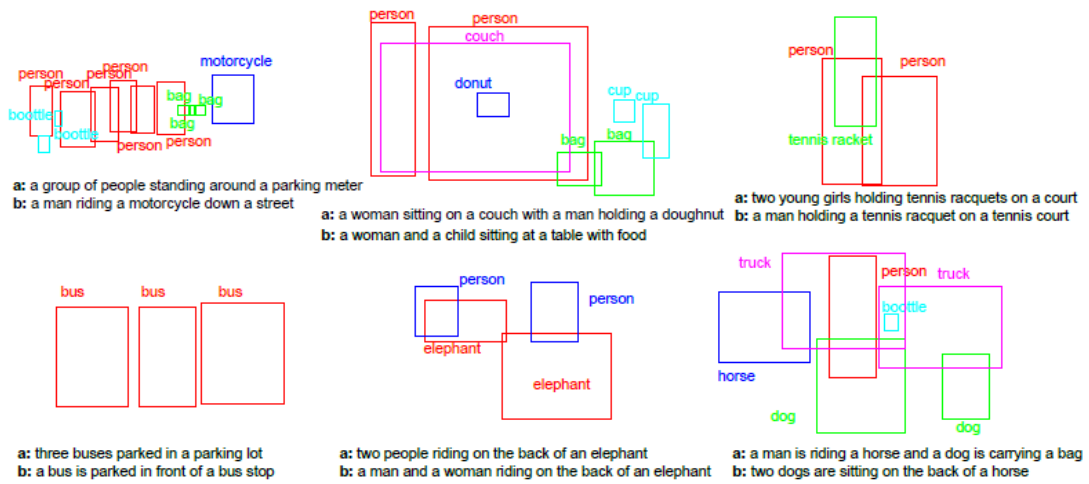 person
person
person
person
motorcycle
boottle
boottle
bag
bag
bag
person
person
a: a group of people standing around a parking meter
b: a man riding a motorcycle down a street
person
person
couch
donut
cup
cup
bag
bag
a: a woman sitting on a couch with a man holding a doughnut
b: a woman and a child sitting at a table with food
person
person
tennis racket
a: two young girls holding tennis racquets on a court
b: a man holding a tennis racquet on a tennis court
bus
bus
bus
a: three buses parked in a parking lot
b: a bus is parked in front of a bus stop
person
person
elephant
elephant
a: two people riding on the back of an elephant
b: a man and a woman riding on the back of an elephant
truck
person
truck
boottle
horse
dog
dog
a: a man is riding a horse and a dog is carrying a bag
b: two dogs are sitting on the back of a horse